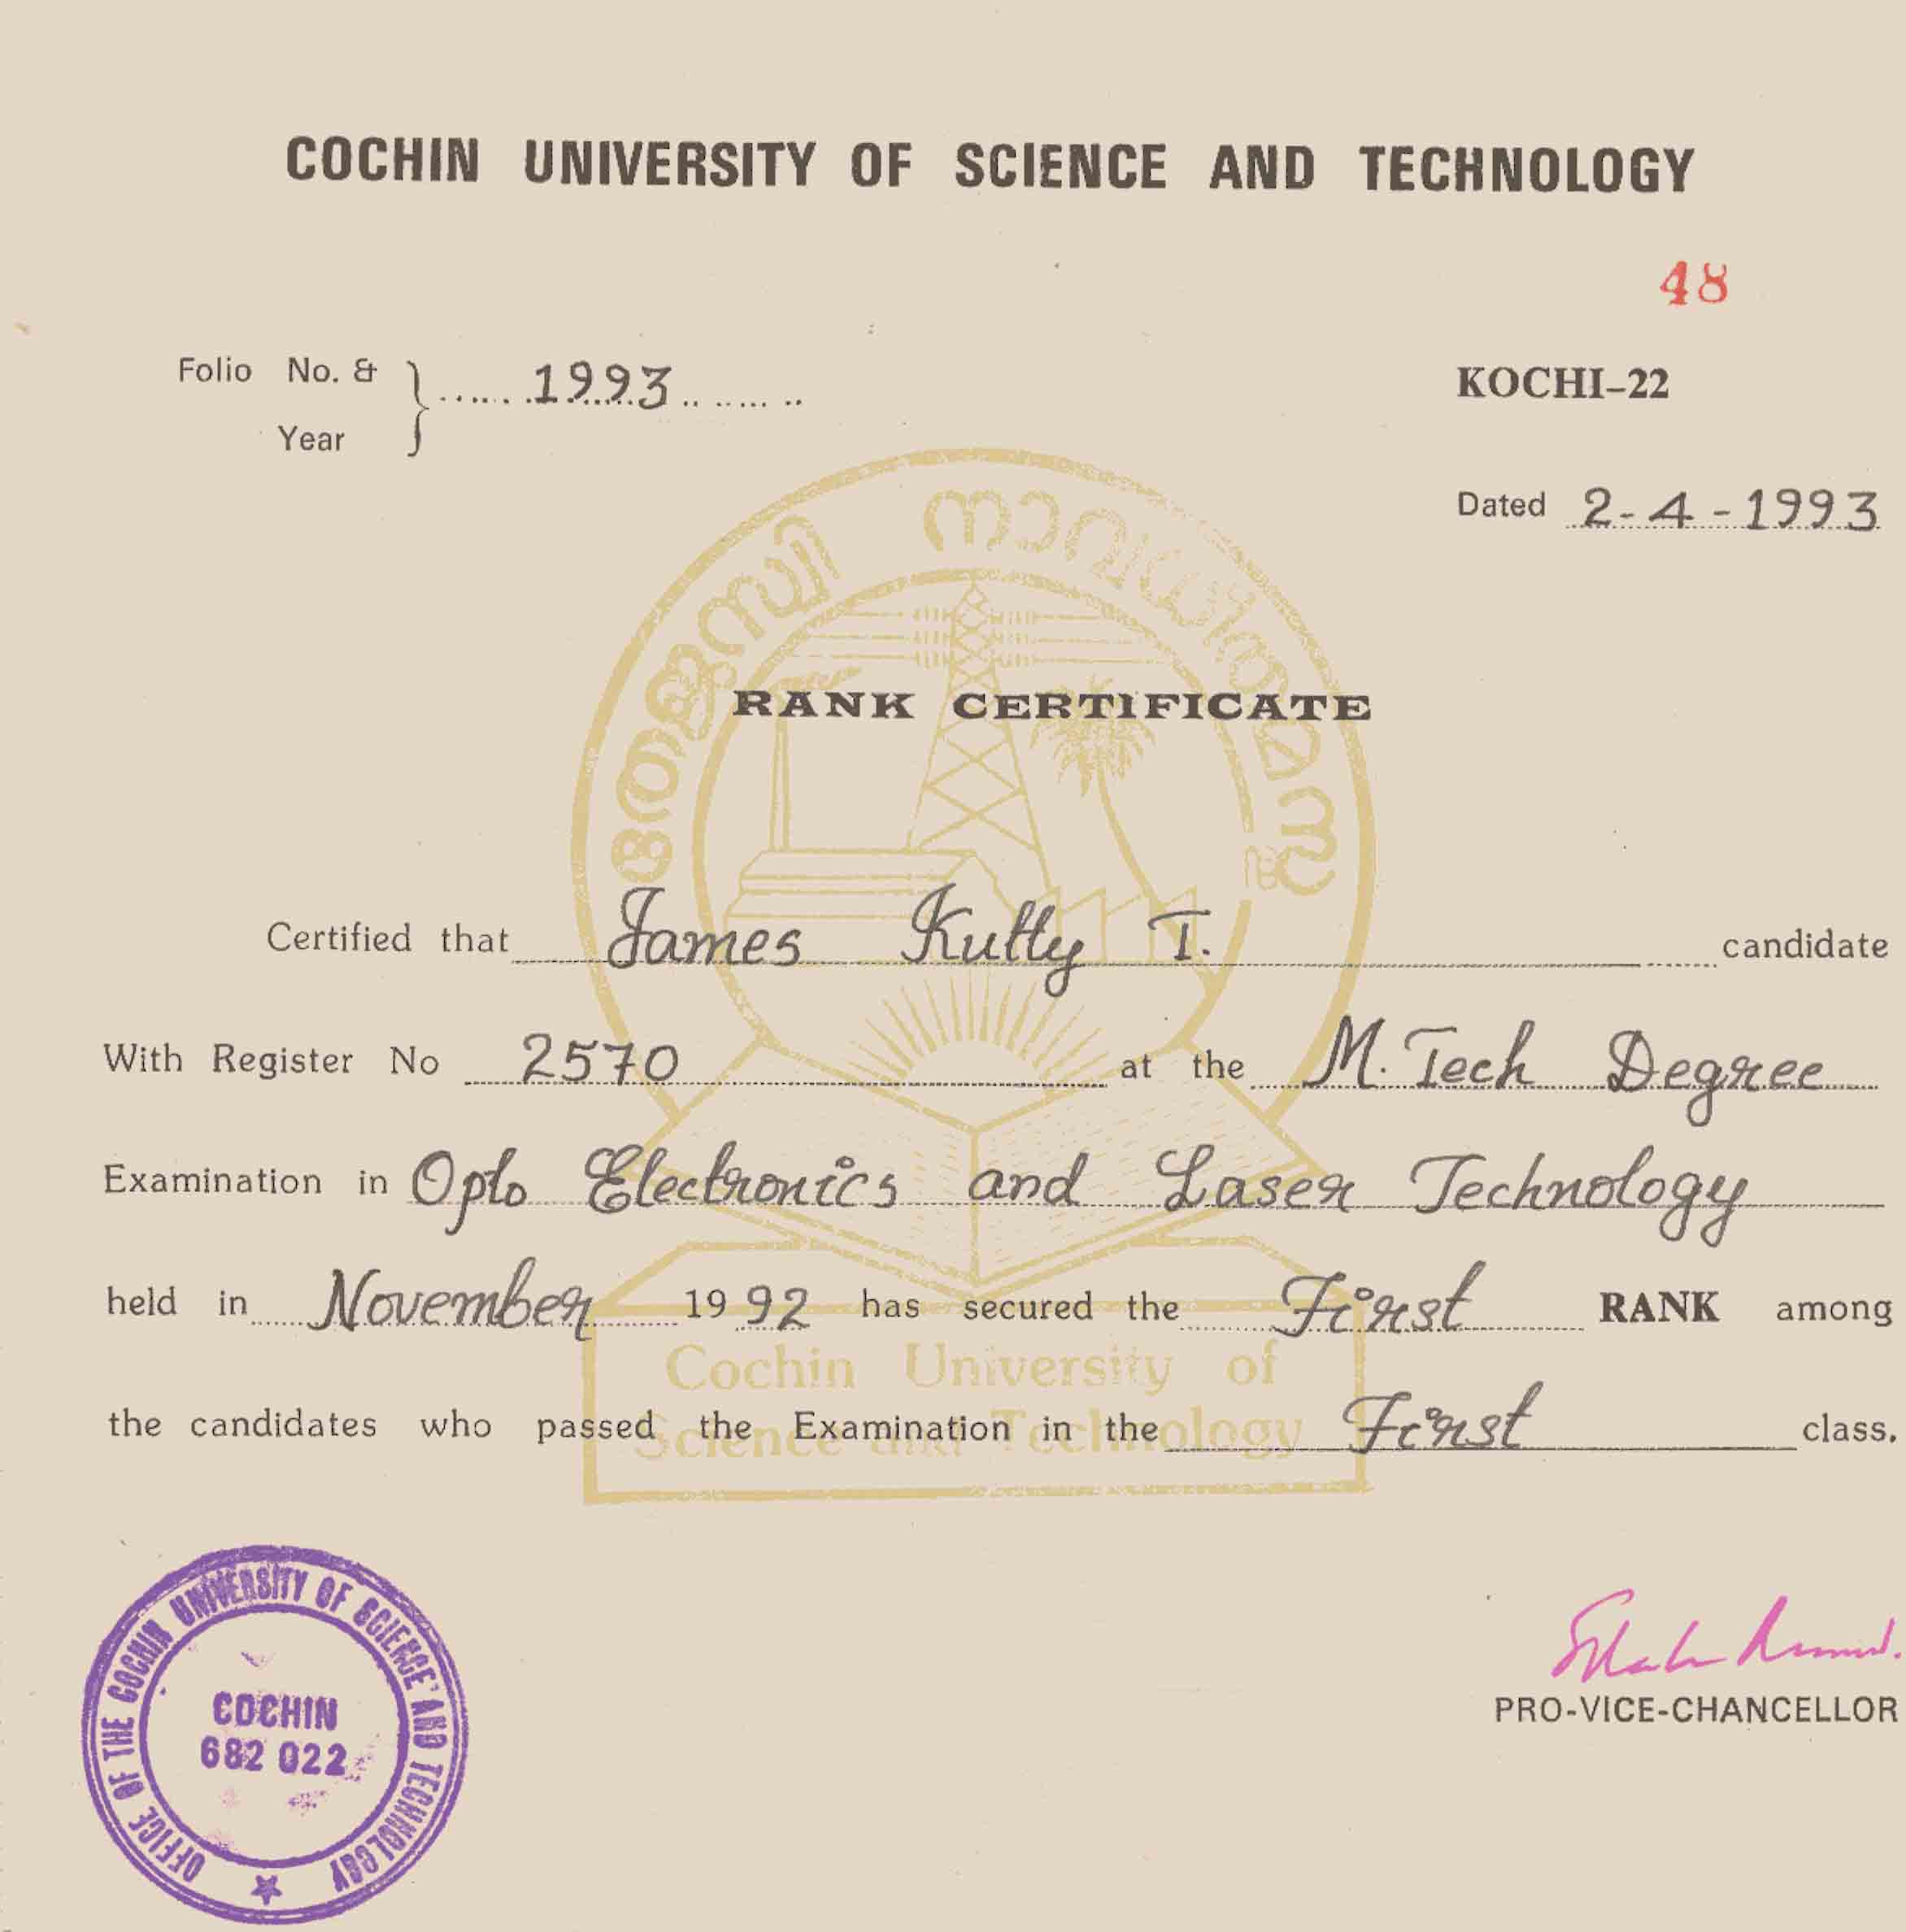 COCHIN UNIVERSITY OF SCIENCE AND TECHNOLOGY
48
Folio No. & Year } 1993
KOCHI-22
Dated 2-4-1993
തേജസ്വി നാവധീതമസ്തു
RANK CERTIFICATE
Certified that James Kutty T. candidate
With Register No 2570 at the M. Tech Degree
Examination in Opto Electronics and Laser Technology
held in November 1992 has secured the First RANK among
Cochin University of
the candidates who passed the Examination in the First class.
Science and Technology
OFFICE OF THE COCHIN UNIVERSITY OF SCIENCE AND TECHNOLOGY
COCHIN
682 022
PRO-VICE-CHANCELLOR